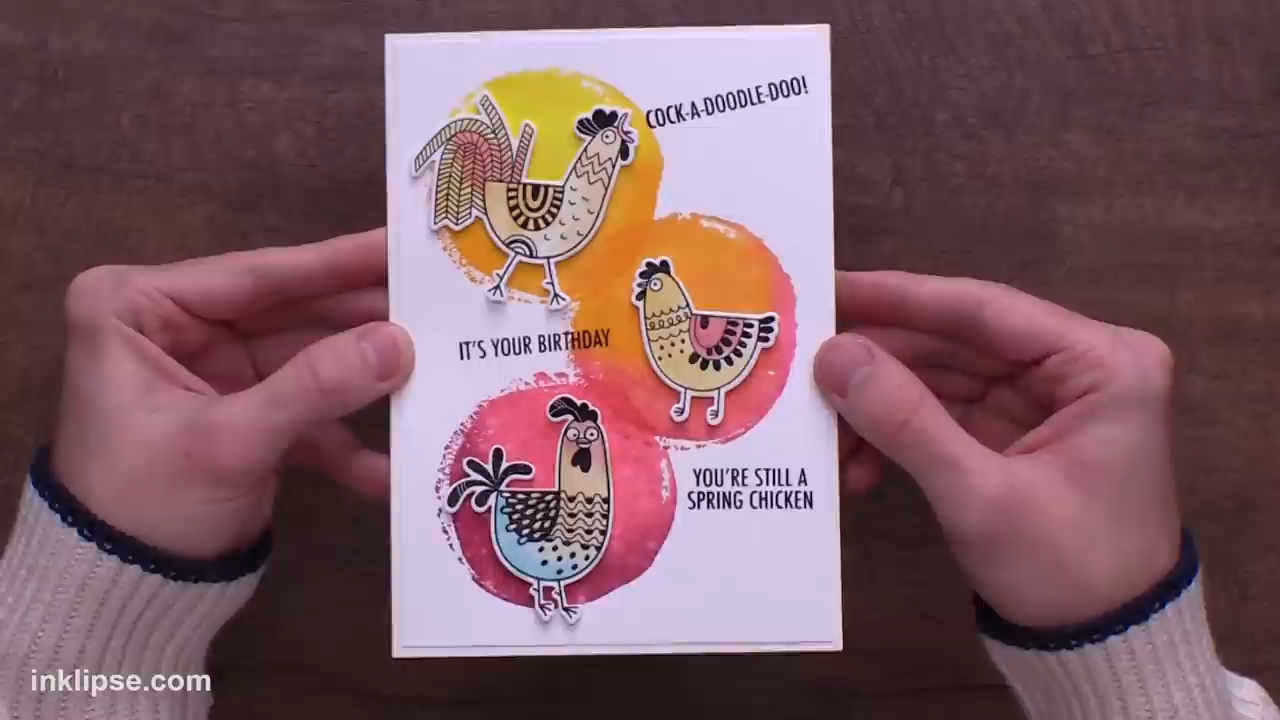 COCK-A-DOODLE-DOO!
IT'S YOUR BIRTHDAY
YOU'RE STILL A
SPRING CHICKEN
inklipse.com